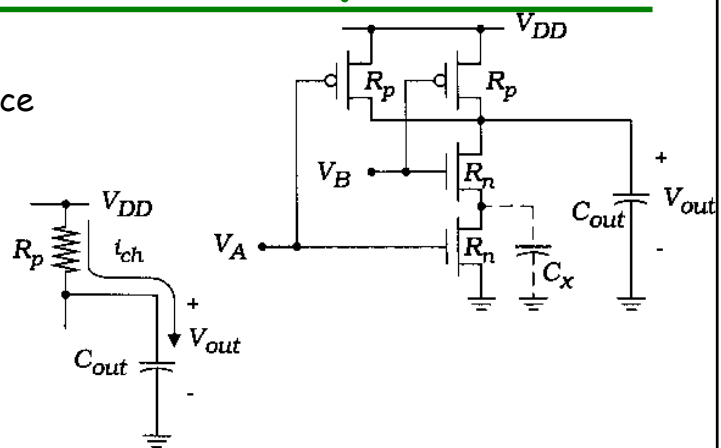 ce
V_DD
R_p
i_ch
+
V_out
C_out
-
V_DD
R_p
R_p
V_B
R_n
V_A
R_n
C_x
C_out
+
V_out
-